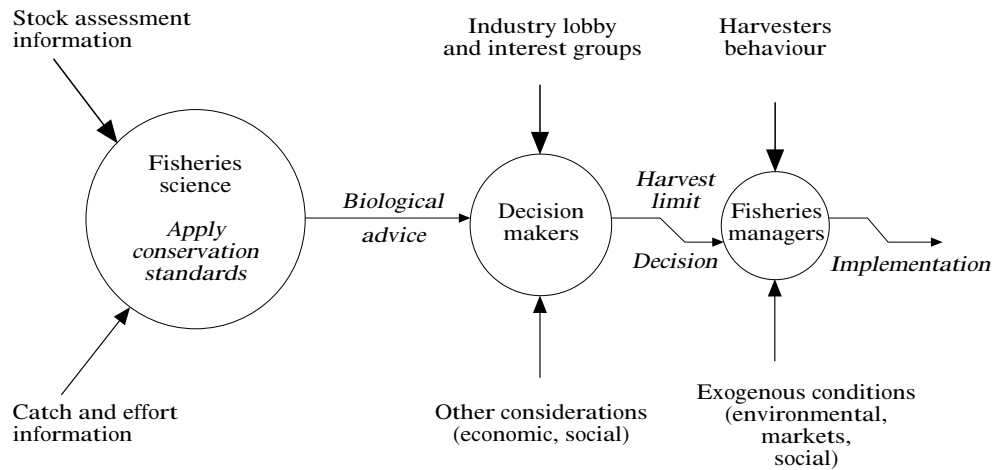 Stock assessment
information
Industry lobby
and interest groups
Harvesters
behaviour
Fisheries
science
Apply
conservation
standards
Biological
advice
Decision
makers
Harvest
limit
Decision
Fisheries
managers
Implementation
Catch and effort
information
Other considerations
(economic, social)
Exogenous conditions
(environmental,
markets,
social)